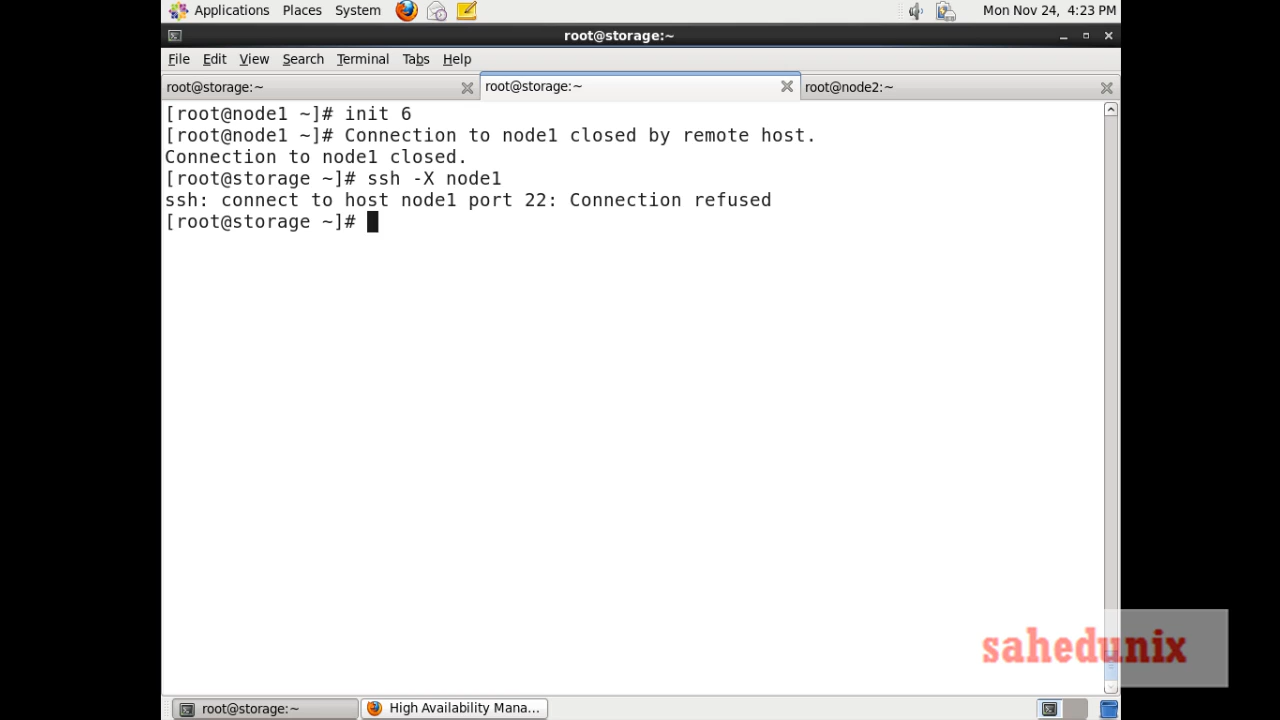 Applications Places System Mon Nov 24, 4:23 PM
root@storage:~
File Edit View Search Terminal Tabs Help
root@storage:~ root@storage:~ root@node2:~
[root@node1 ~]# init 6
[root@node1 ~]# Connection to node1 closed by remote host.
Connection to node1 closed.
[root@storage ~]# ssh -X node1
ssh: connect to host node1 port 22: Connection refused
[root@storage ~]#
sahedunix
root@storage:~ High Availability Mana...